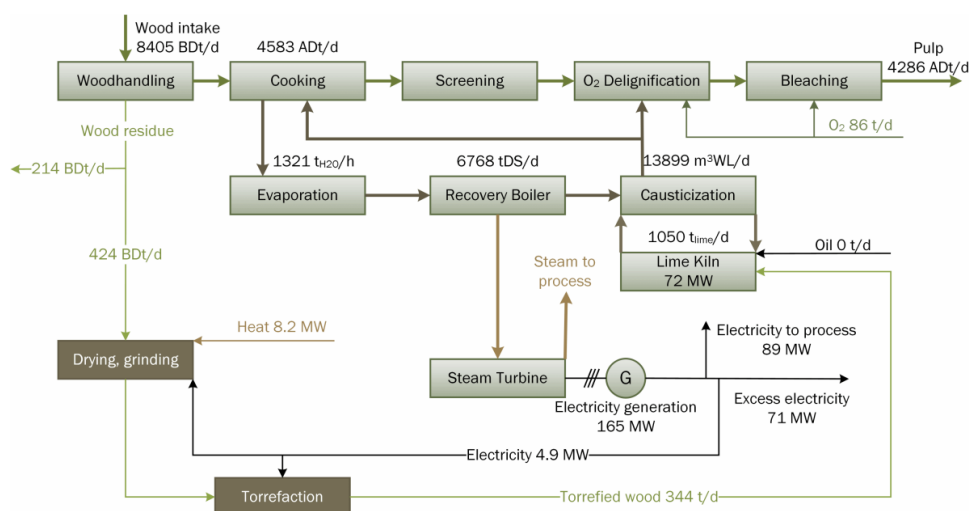 Wood intake
8405 BDt/d
4583 ADt/d
Pulp
4286 ADt/d
Woodhandling
Cooking
Screening
O₂ Delignification
Bleaching
Wood residue
O₂ 86 t/d
214 BDt/d
1321 tH20/h
6768 tDS/d
13899 m³WL/d
Evaporation
Recovery Boiler
Causticization
424 BDt/d
1050 tlime/d
Oil 0 t/d
Steam to
process
Lime Kiln
72 MW
Heat 8.2 MW
Drying, grinding
Electricity to process
89 MW
Steam Turbine
G
Electricity generation
165 MW
Excess electricity
71 MW
Electricity 4.9 MW
Torrefaction
Torrefied wood 344 t/d